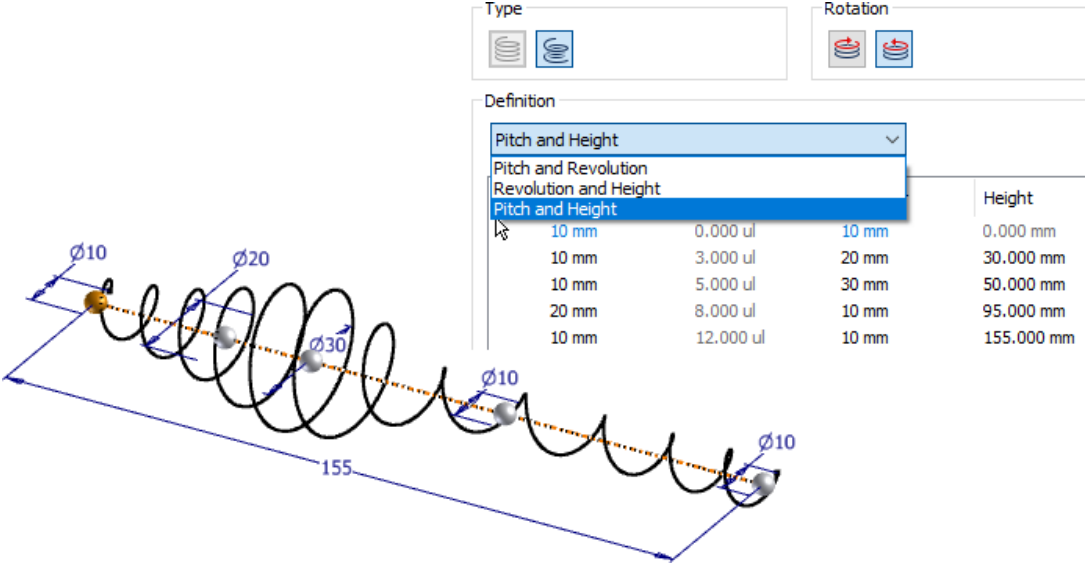 Type
Rotation
Definition
Pitch and Height
Pitch and Revolution
Revolution and Height
Pitch and Height
Height
10 mm 0.000 ul 10 mm 0.000 mm
10 mm 3.000 ul 20 mm 30.000 mm
10 mm 5.000 ul 30 mm 50.000 mm
20 mm 8.000 ul 10 mm 95.000 mm
10 mm 12.000 ul 10 mm 155.000 mm
Ø10
Ø20
Ø30
Ø10
Ø10
155